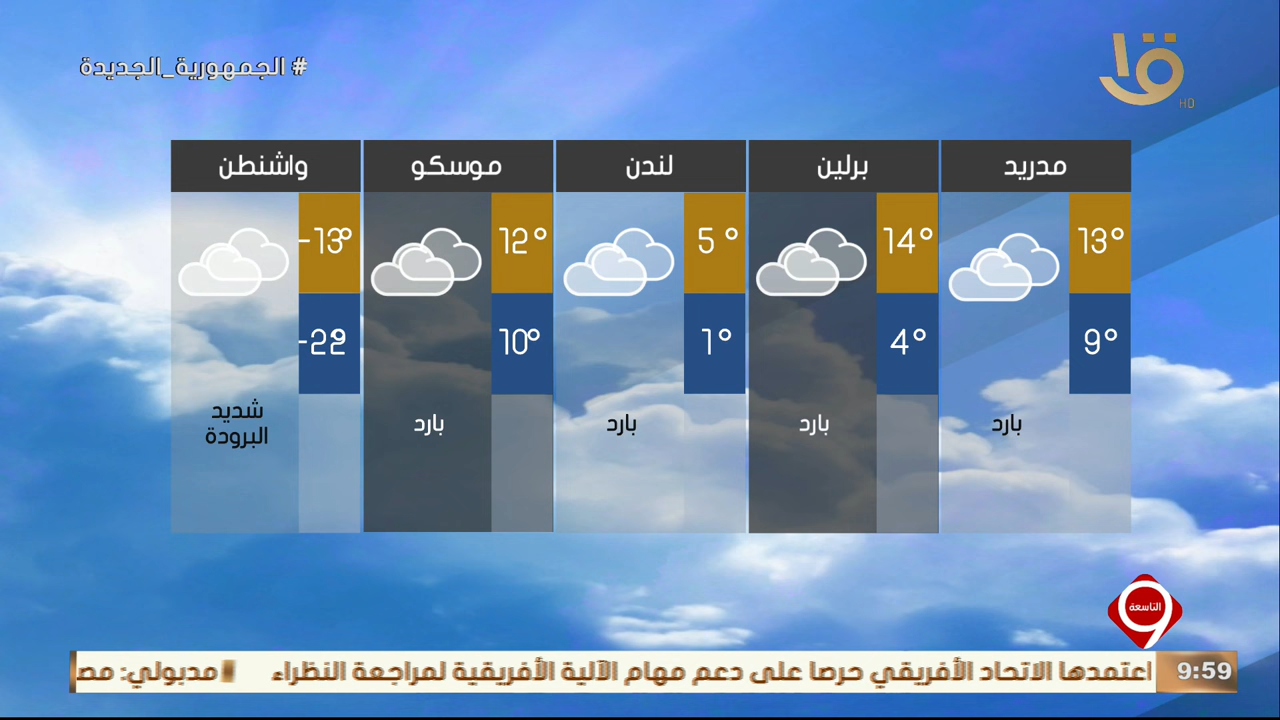 # الجمهورية_الجديدة
HD
مدريد
13°
9°
بارد
برلين
14°
4°
بارد
لندن
5°
1°
بارد
موسكو
12°
10°
بارد
واشنطن
-13°
-22°
شديد
البرودة
التاسعة
9
9:59
اعتمدها الاتحاد الأفريقي حرصا على دعم مهام الآلية الأفريقية لمراجعة النظراء
مدبولي: مص